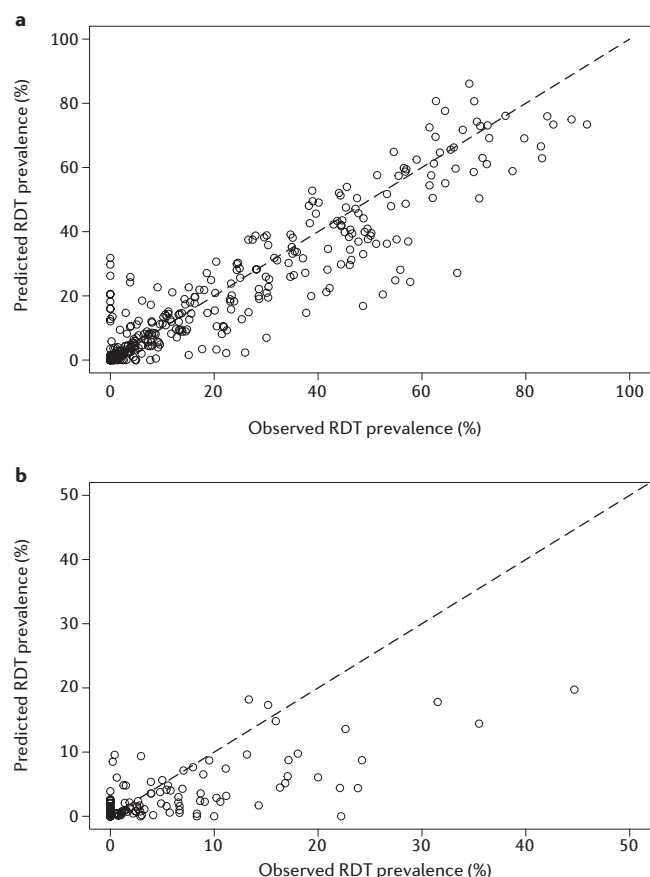 a
100
80
60
40
20
0
Predicted RDT prevalence (%)
0 20 40 60 80 100
Observed RDT prevalence (%)
b
50
40
30
20
10
0
Predicted RDT prevalence (%)
0 10 20 30 40 50
Observed RDT prevalence (%)